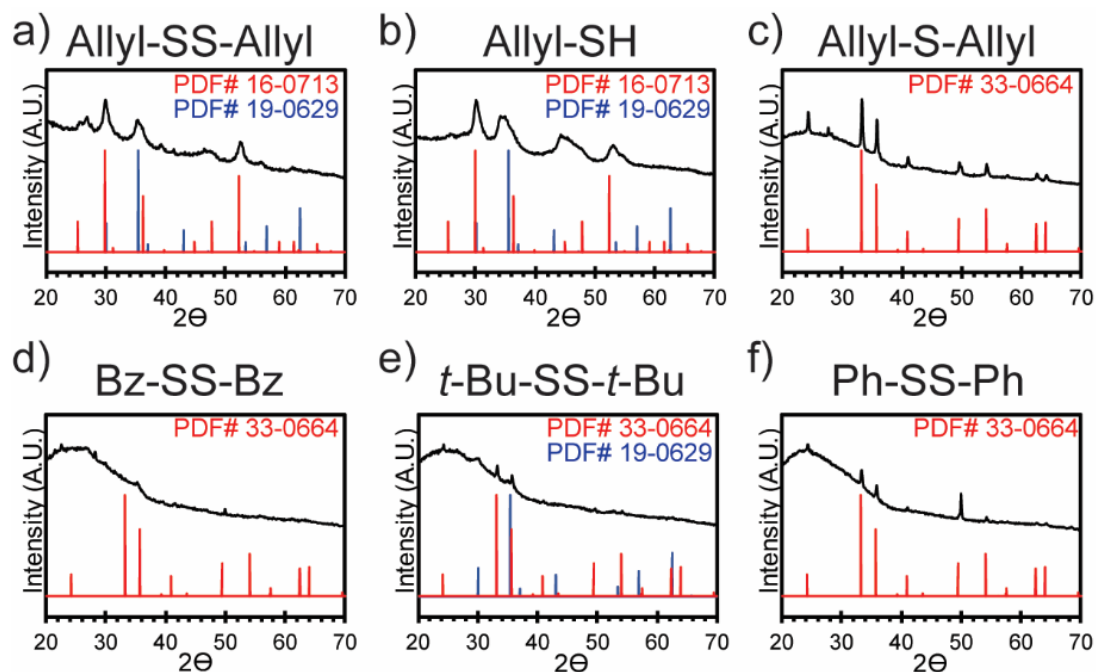 a) Allyl-SS-Allyl
PDF# 16-0713
PDF# 19-0629
Intensity (A.U.)
20 30 40 50 60 70
2Θ
b) Allyl-SH
PDF# 16-0713
PDF# 19-0629
Intensity (A.U.)
20 30 40 50 60 70
2Θ
c) Allyl-S-Allyl
PDF# 33-0664
Intensity (A.U.)
20 30 40 50 60 70
2Θ
d) Bz-SS-Bz
PDF# 33-0664
Intensity (A.U.)
20 30 40 50 60 70
2Θ
e) t-Bu-SS-t-Bu
PDF# 33-0664
PDF# 19-0629
Intensity (A.U.)
20 30 40 50 60 70
2Θ
f) Ph-SS-Ph
PDF# 33-0664
Intensity (A.U.)
20 30 40 50 60 70
2Θ